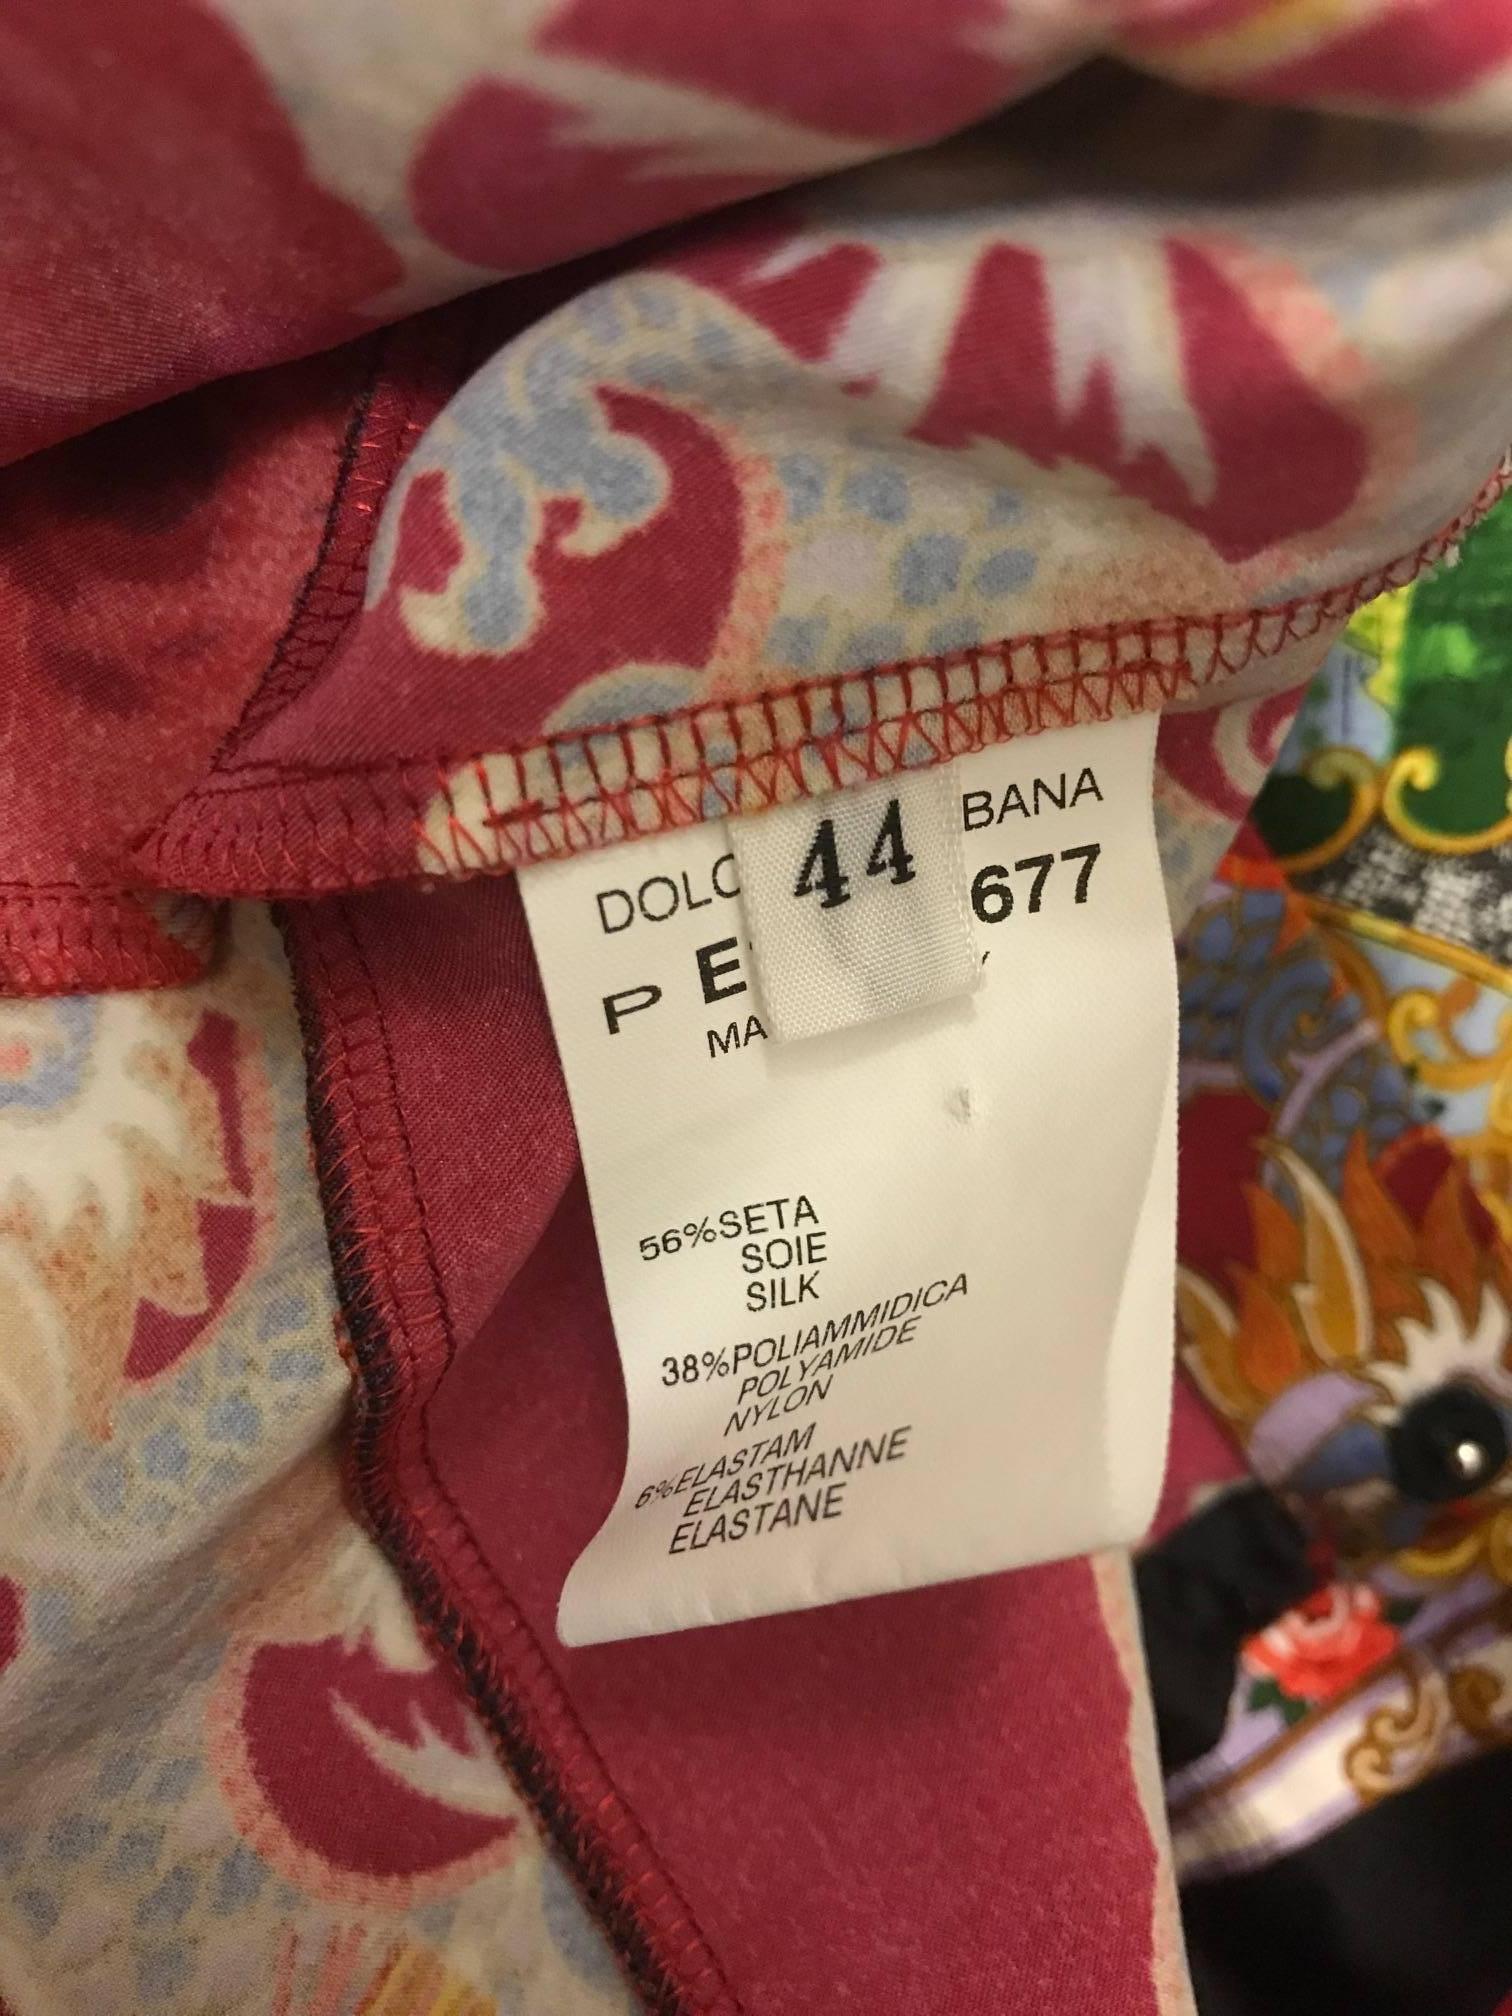 44
DOLC BANA
P E 677
MA
56%SETA
SOIE
SILK
38%POLIAMMIDICA
POLYAMIDE
NYLON
6%ELASTAM
ELASTHANNE
ELASTANE